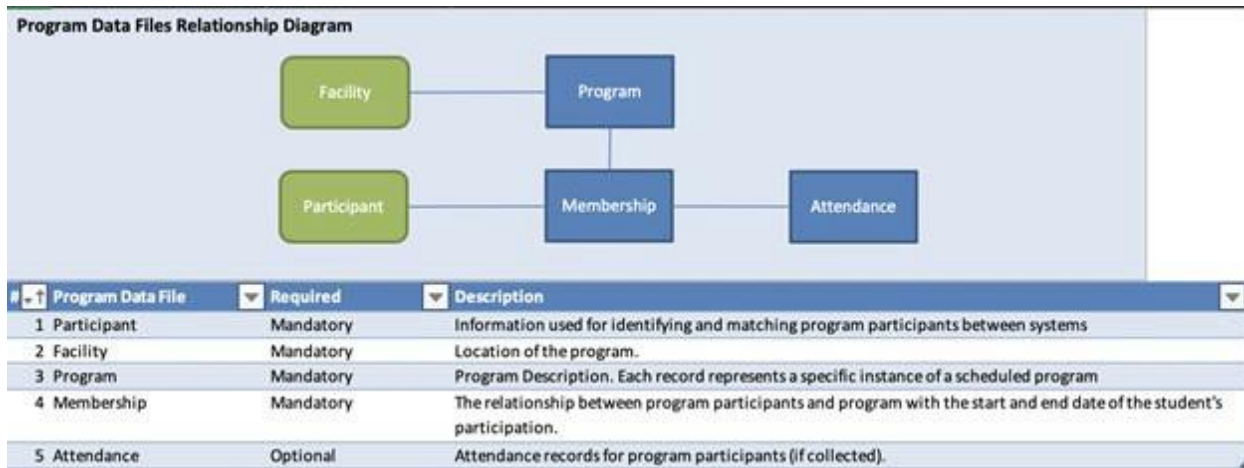 Program Data Files Relationship Diagram
Facility
Program
Participant
Membership
Attendance
# Program Data File Required Description
1 Participant Mandatory Information used for identifying and matching program participants between systems
2 Facility Mandatory Location of the program.
3 Program Mandatory Program Description. Each record represents a specific instance of a scheduled program
4 Membership Mandatory The relationship between program participants and program with the start and end date of the student's
participation.
5 Attendance Optional Attendance records for program participants (if collected).